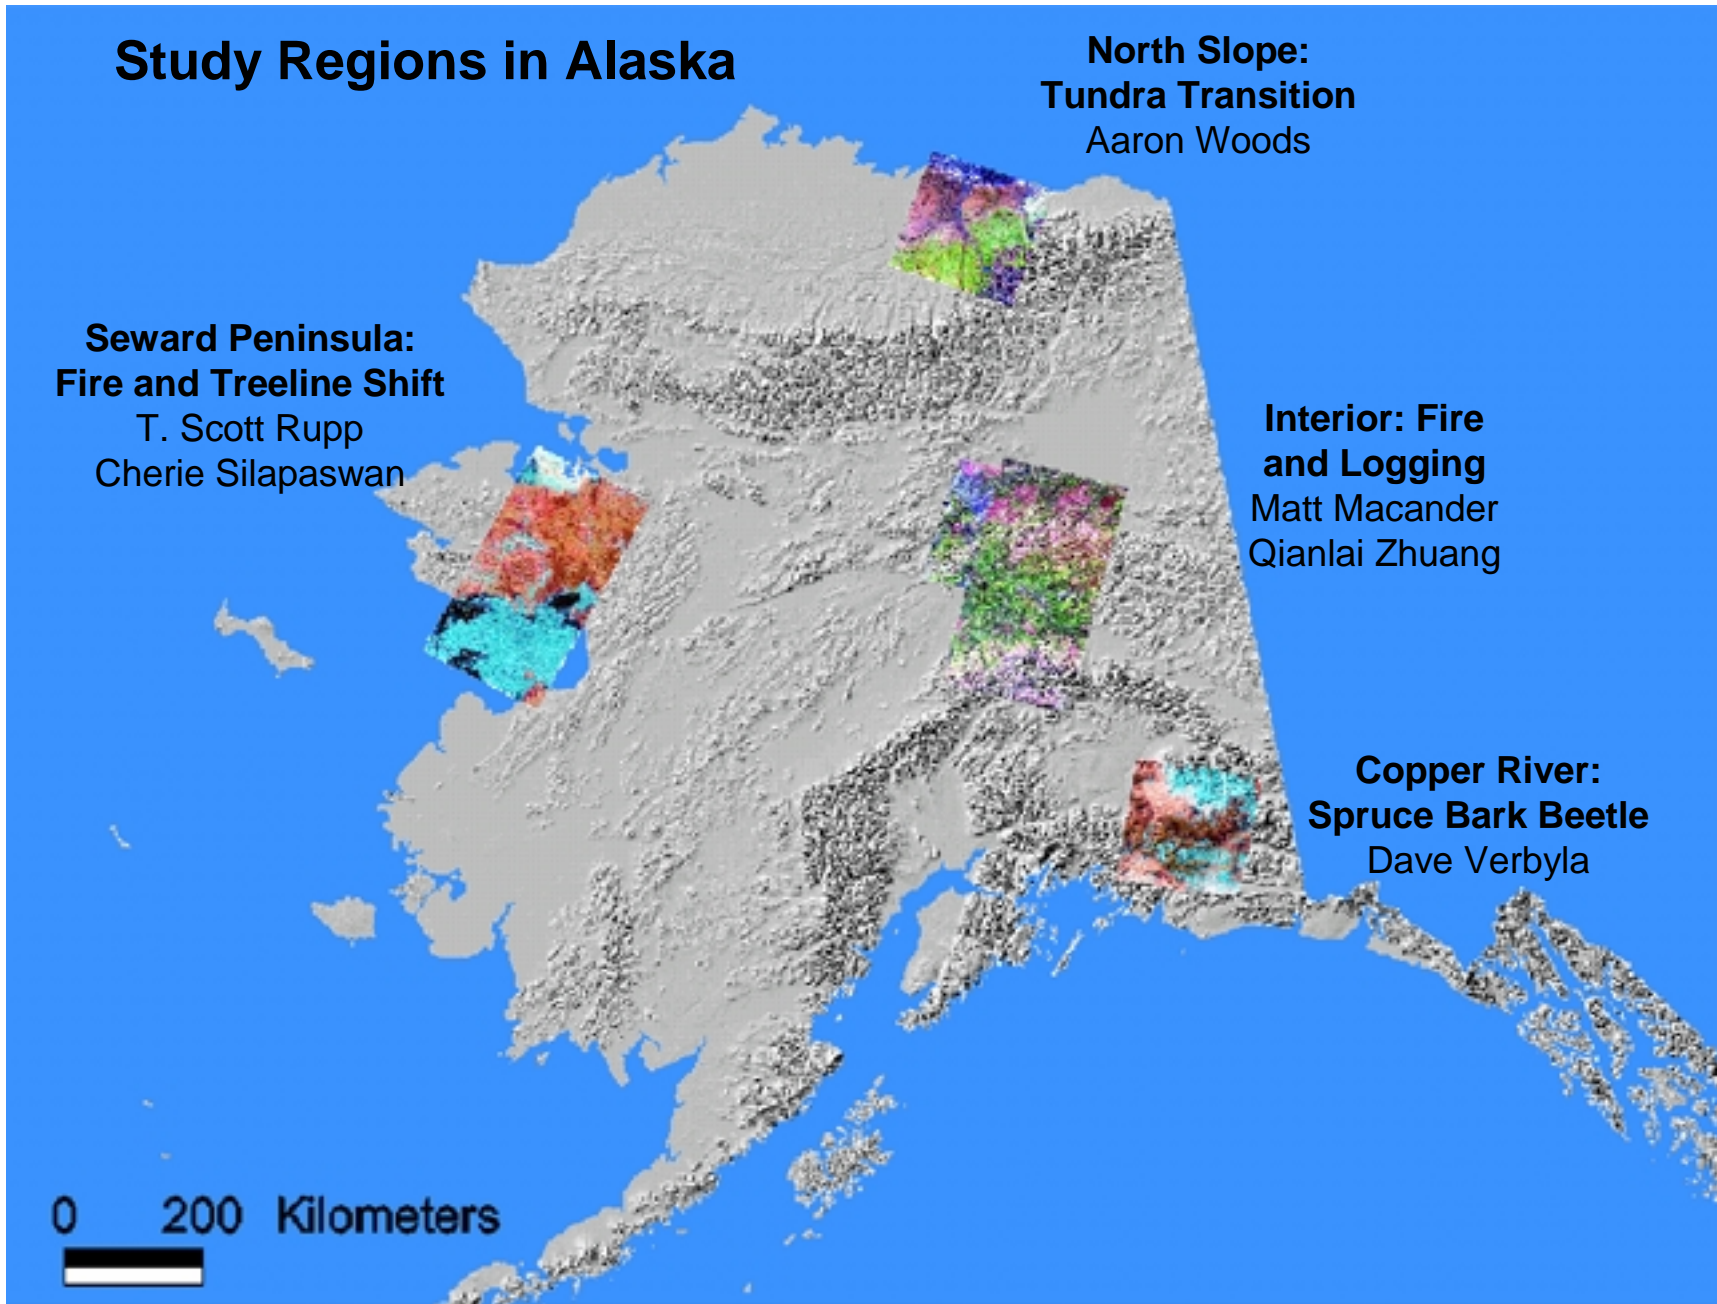 Study Regions in Alaska
North Slope:
Tundra Transition
Aaron Woods
Seward Peninsula:
Fire and Treeline Shift
T. Scott Rupp
Cherie Silapaswan
Interior: Fire
and Logging
Matt Macander
Qianlai Zhuang
Copper River:
Spruce Bark Beetle
Dave Verbyla
0 200 Kilometers